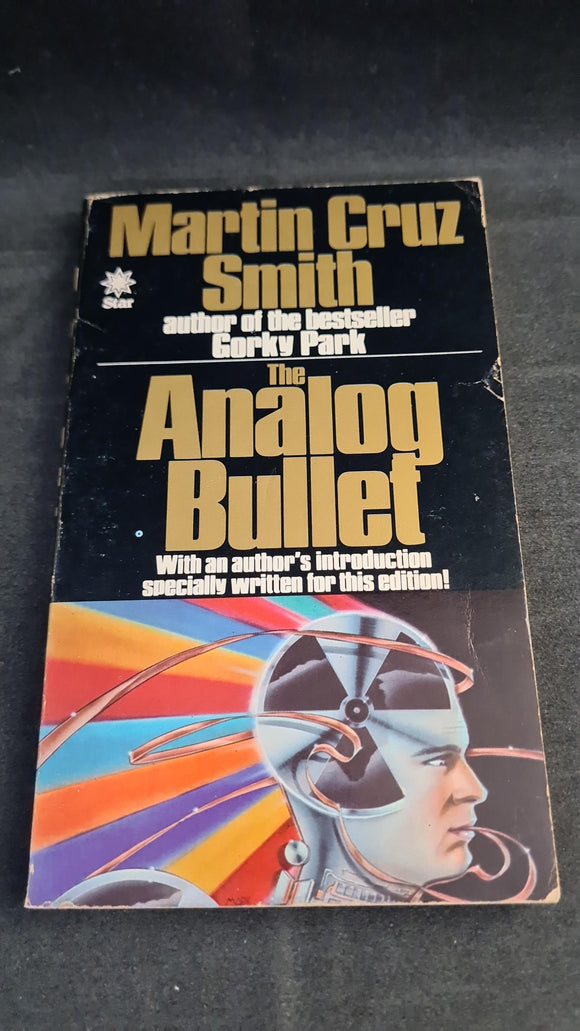 Martin Cruz
Smith
Star
author of the bestseller
Gorky Park
The
Analog
Bullet
With an author's introduction
specially written for this edition!